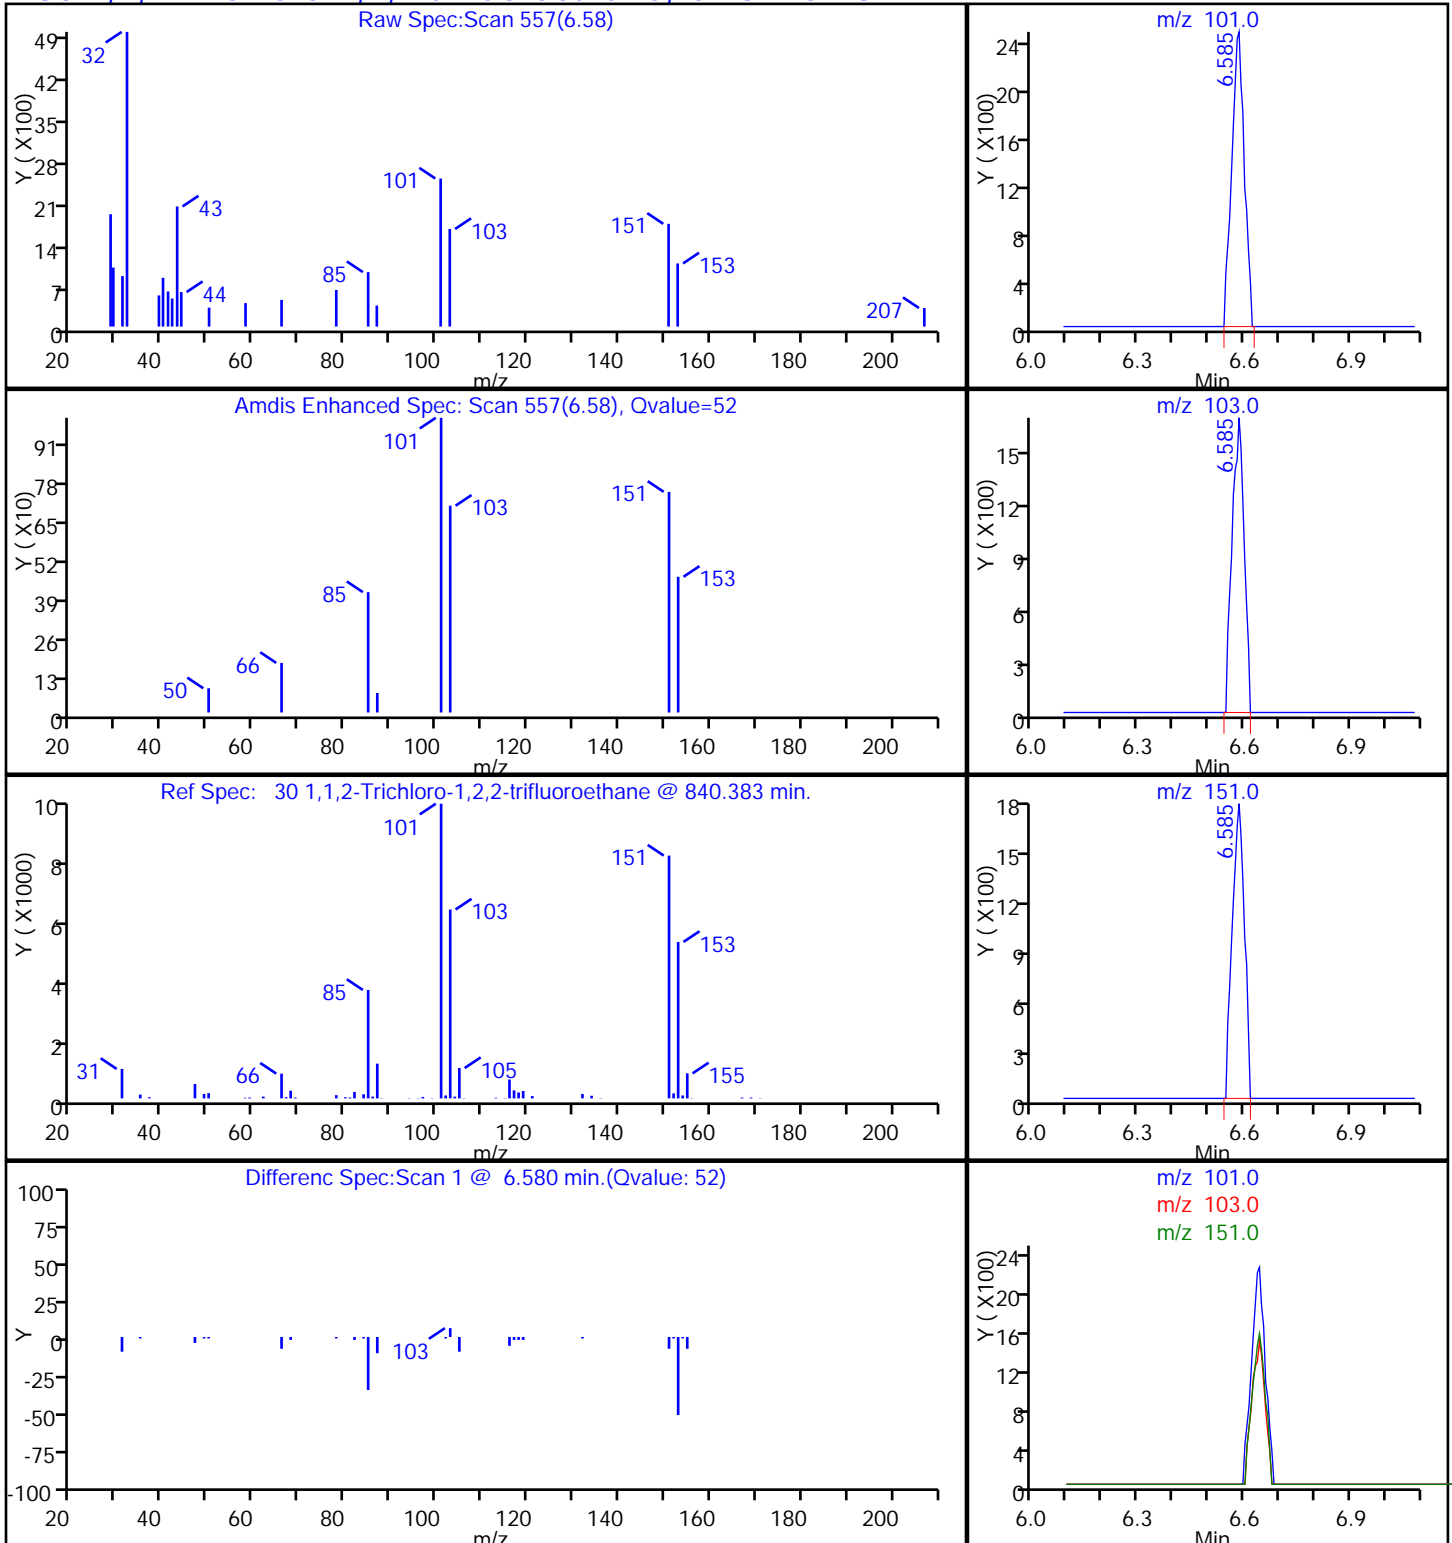 Raw Spec:Scan 557(6.58)
49
42
35
28
21
14
7
0
Y ( X100)
32
43
44
85
101
103
151
153
207
20 40 60 80 100 120 140 160 180 200
m/z
m/z 101.0
24
20
16
12
8
4
0
Y ( X100)
6.585
6.0 6.3 6.6 6.9
Min
Amdis Enhanced Spec: Scan 557(6.58), Qvalue=52
91
78
65
52
39
26
13
0
Y ( X10)
50
66
85
101
103
151
153
20 40 60 80 100 120 140 160 180 200
m/z
m/z 103.0
15
12
9
6
3
0
Y ( X100)
6.585
6.0 6.3 6.6 6.9
Min
Ref Spec: 30 1,1,2-Trichloro-1,2,2-trifluoroethane @ 840.383 min.
10
8
6
4
2
0
Y ( X1000)
31
66
85
101
103
105
151
153
155
20 40 60 80 100 120 140 160 180 200
m/z
m/z 151.0
18
15
12
9
6
3
0
Y ( X100)
6.585
6.0 6.3 6.6 6.9
Min
Differenc Spec:Scan 1 @ 6.580 min.(Qvalue: 52)
100
75
50
25
0
-25
-50
-75
-100
Y
103
20 40 60 80 100 120 140 160 180 200
m/z
m/z 101.0
m/z 103.0
m/z 151.0
24
20
16
12
8
4
0
Y ( X100)
6.0 6.3 6.6 6.9
Min